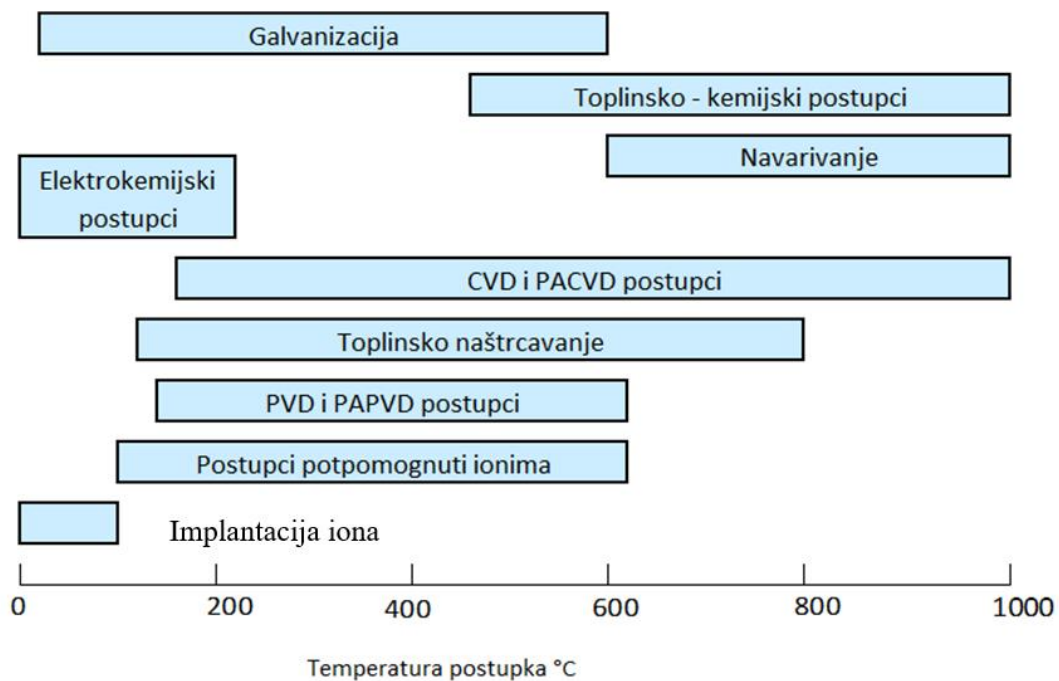 Galvanizacija
Toplinsko - kemijski postupci
Navarivanje
Elektrokemijski
postupci
CVD i PACVD postupci
Toplinsko naštrcavanje
PVD i PAPVD postupci
Postupci potpomognuti ionima
Implantacija iona
0 200 400 600 800 1000
Temperatura postupka °C